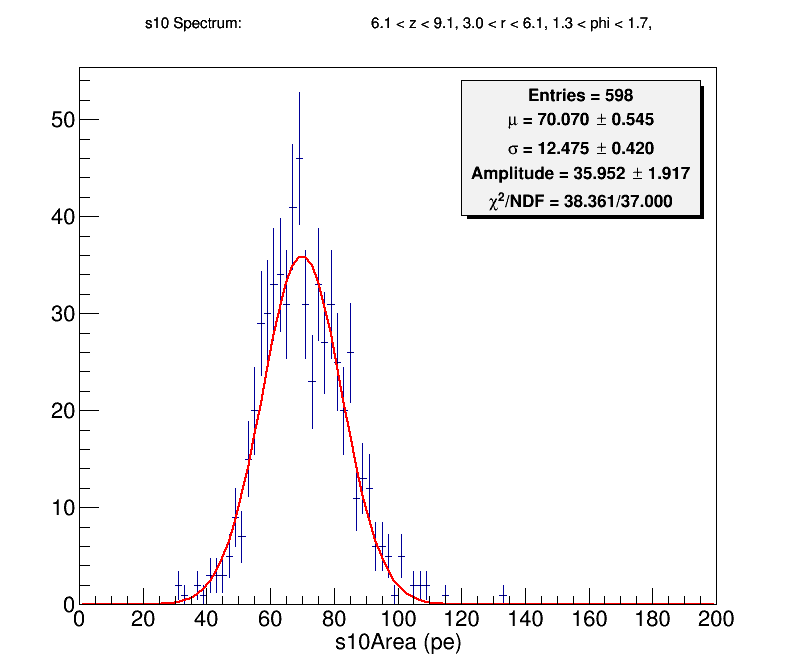 s10 Spectrum: 6.1 < z < 9.1, 3.0 < r < 6.1, 1.3 < phi < 1.7,
Entries = 598
μ = 70.070 ± 0.545
σ = 12.475 ± 0.420
Amplitude = 35.952 ± 1.917
χ²/NDF = 38.361/37.000
50
40
30
20
10
0
0 20 40 60 80 100 120 140 160 180 200
s10Area (pe)